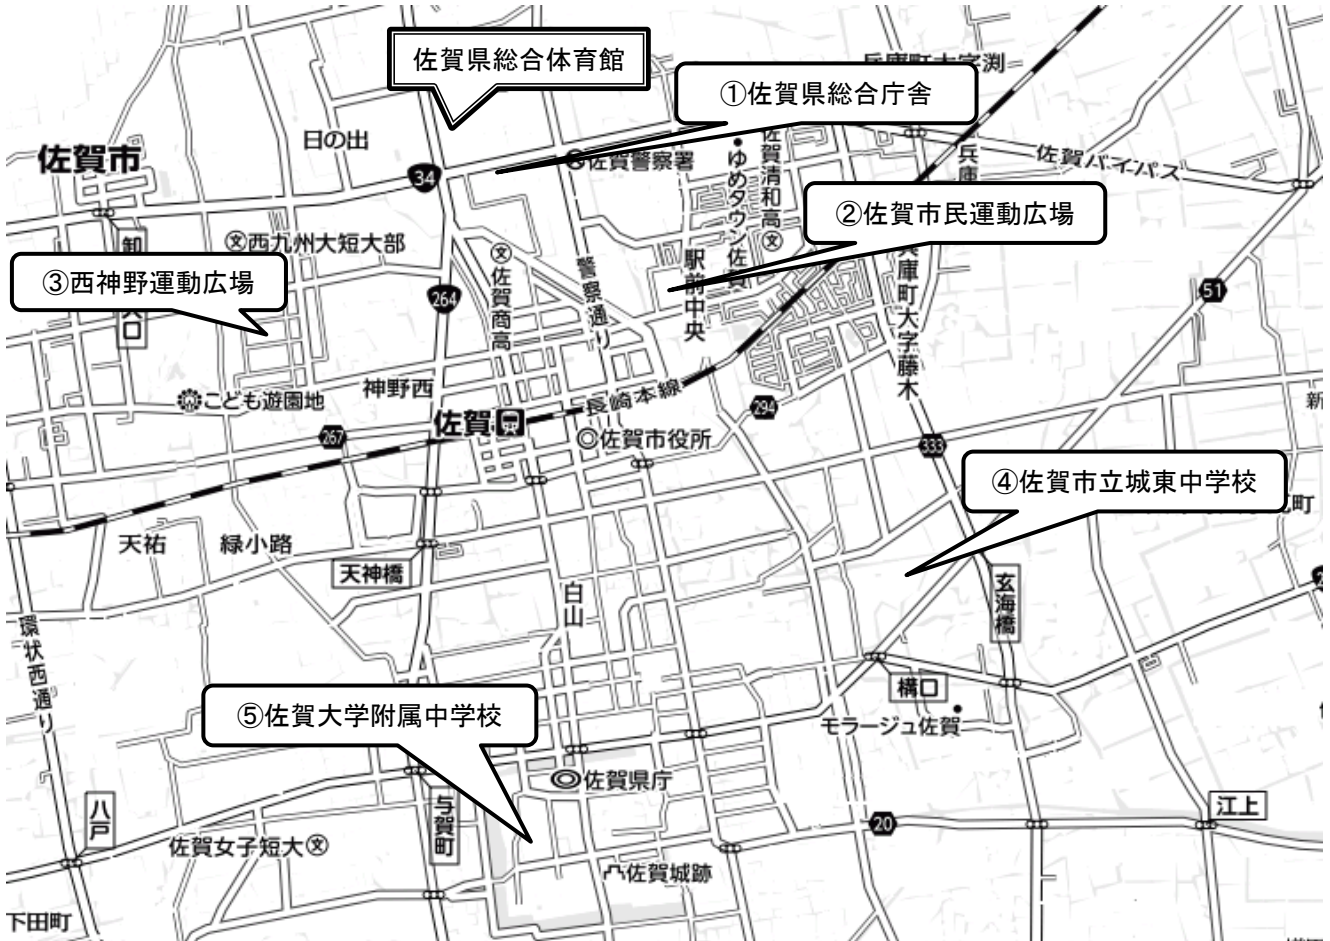 佐賀県総合体育館
兵庫町大字渕
①佐賀県総合庁舎
日の出
佐賀市
34
佐賀警察署
ゆめタウン佐賀
佐賀清和高
兵庫
佐賀バイパス
②佐賀市民運動広場
西九州大短大部
卸
大口
③西神野運動広場
264
佐賀商高
警察通り
駅前中央
兵庫町大字藤木
51
神野西
こども遊園地
長崎本線
佐賀
267
佐賀市役所
294
333
新
④佐賀市立城東中学校
町
天祐
緑小路
天神橋
白山
玄海橋
環状西通り
構口
モラージュ佐賀
⑤佐賀大学附属中学校
佐賀県庁
八戸
与賀町
佐賀女子短大
20
江上
佐賀城跡
下田町